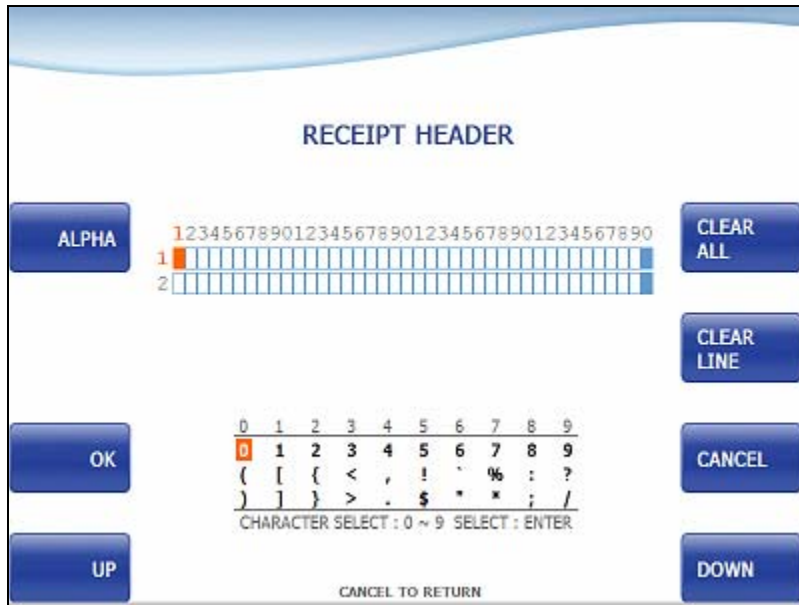 RECEIPT HEADER
ALPHA
1234567890123456789012345678901234567890
CLEAR
ALL
1
2
CLEAR
LINE
0 1 2 3 4 5 6 7 8 9
OK
0 1 2 3 4 5 6 7 8 9
CANCEL
( [ { < , ! ` % : ?
) ] } > . $ " * ; /
CHARACTER SELECT : 0 ~ 9 SELECT : ENTER
UP
DOWN
CANCEL TO RETURN